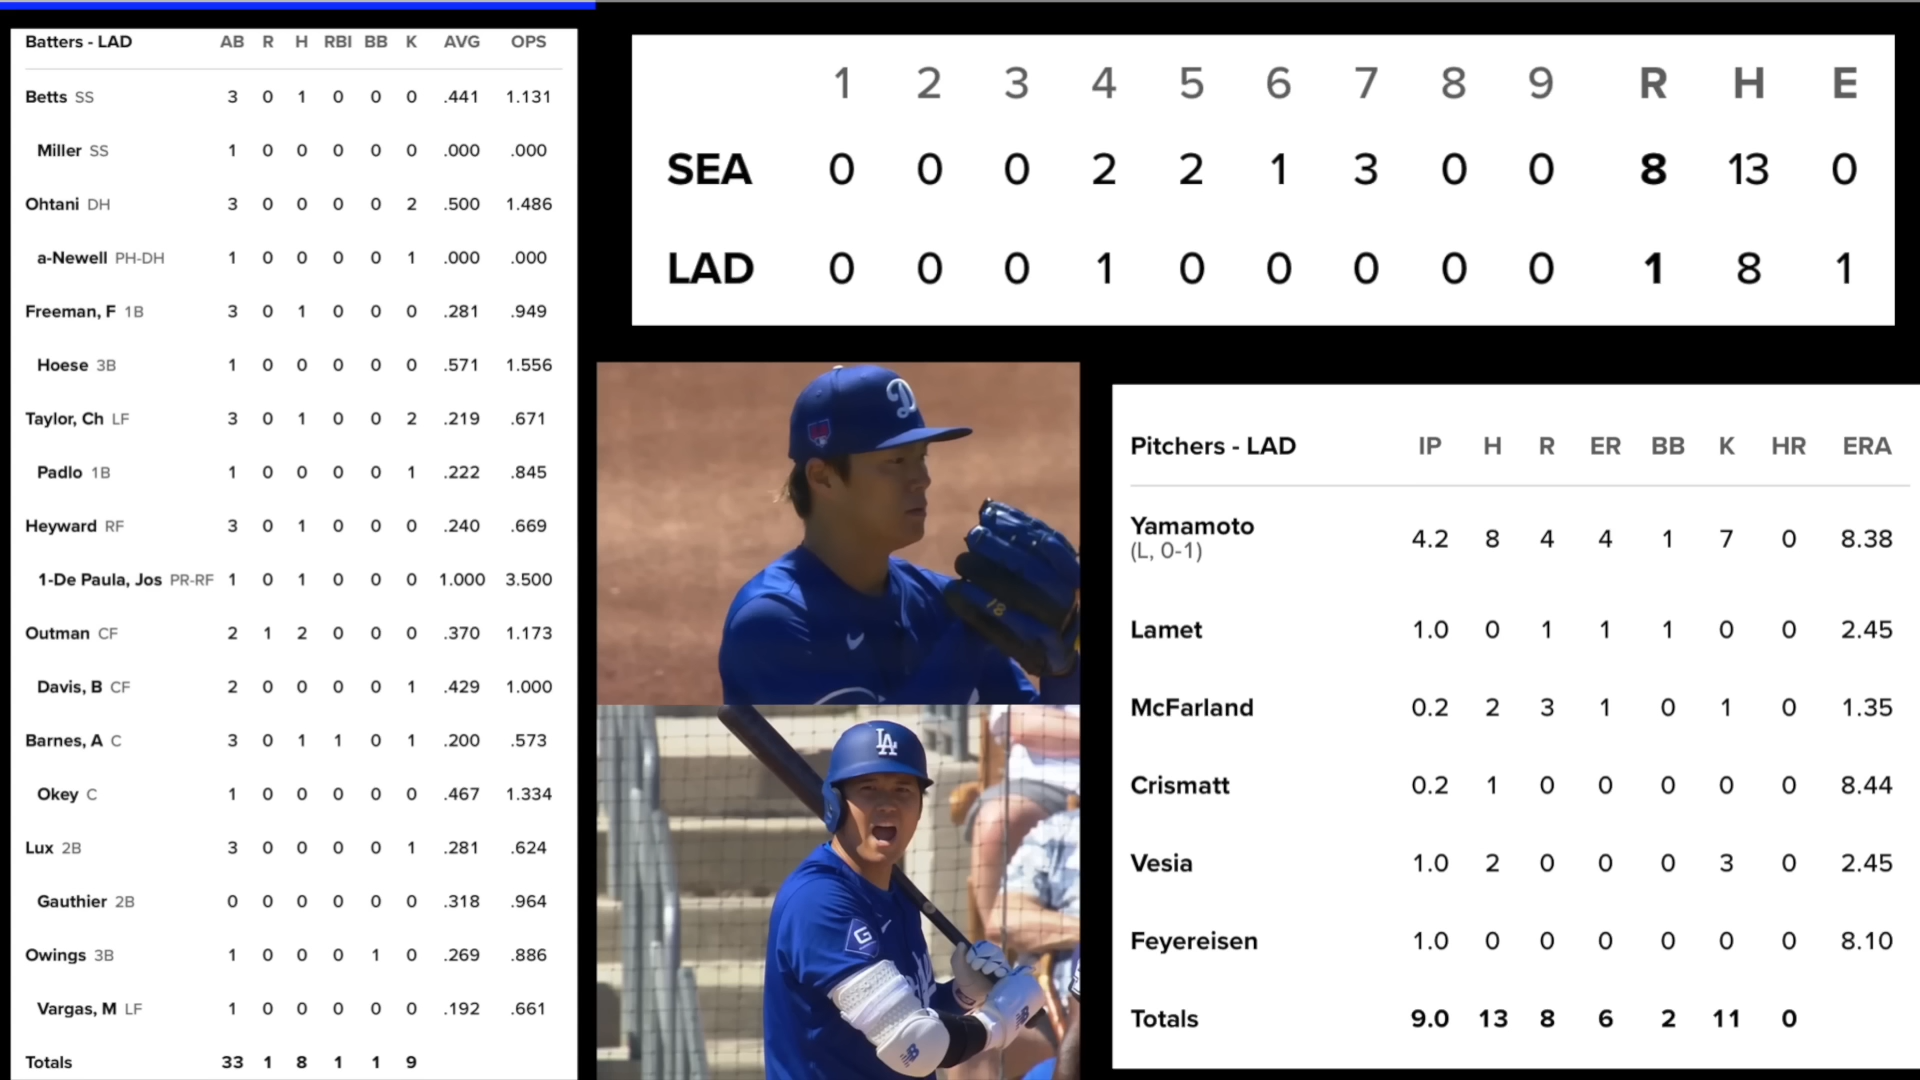 Batters - LAD AB R H RBI BB K AVG OPS
Betts SS 3 0 1 0 0 0 .441 1.131
Miller SS 1 0 0 0 0 0 .000 .000
Ohtani DH 3 0 0 0 0 2 .500 1.486
a-Newell PH-DH 1 0 0 0 0 1 .000 .000
Freeman, F 1B 3 0 1 0 0 0 .281 .949
Hoese 3B 1 0 0 0 0 0 .571 1.556
Taylor, Ch LF 3 0 1 0 0 2 .219 .671
Padlo 1B 1 0 0 0 0 1 .222 .845
Heyward RF 3 0 1 0 0 0 .240 .669
1-De Paula, Jos PR-RF 1 0 1 0 0 0 1.000 3.500
Outman CF 2 1 2 0 0 0 .370 1.173
Davis, B CF 2 0 0 0 0 1 .429 1.000
Barnes, A C 3 0 1 1 0 1 .200 .573
Okey C 1 0 0 0 0 0 .467 1.334
Lux 2B 3 0 0 0 0 1 .281 .624
Gauthier 2B 0 0 0 0 0 0 .318 .964
Owings 3B 1 0 0 0 1 0 .269 .886
Vargas, M LF 1 0 0 0 0 0 .192 .661
Totals 33 1 8 1 1 9
1 2 3 4 5 6 7 8 9 R H E
SEA 0 0 0 2 2 1 3 0 0 8 13 0
LAD 0 0 0 1 0 0 0 0 0 1 8 1
D
18
LA
G
NB
NB
Pitchers - LAD IP H R ER BB K HR ERA
Yamamoto 4.2 8 4 4 1 7 0 8.38
(L, 0-1)
Lamet 1.0 0 1 1 1 0 0 2.45
McFarland 0.2 2 3 1 0 1 0 1.35
Crismatt 0.2 1 0 0 0 0 0 8.44
Vesia 1.0 2 0 0 0 3 0 2.45
Feyereisen 1.0 0 0 0 0 0 0 8.10
Totals 9.0 13 8 6 2 11 0